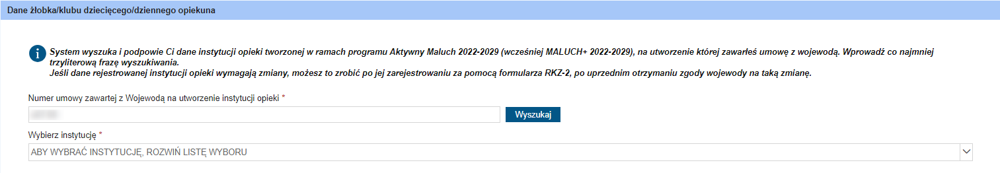 Dane żłobka/klubu dziecięcego/dziennego opiekuna
System wyszuka i podpowie Ci dane instytucji opieki tworzonej w ramach programu Aktywny Maluch 2022-2029 (wcześniej MALUCH+ 2022-2029), na utworzenie której zawarłeś umowę z wojewodą. Wprowadź co najmniej
trzyliterową frazę wyszukiwania.
Jeśli dane rejestrowanej instytucji opieki wymagają zmiany, możesz to zrobić po jej zarejestrowaniu za pomocą formularza RKZ-2, po uprzednim otrzymaniu zgody wojewody na taką zmianę.
Numer umowy zawartej z Wojewodą na utworzenie instytucji opieki *
Wyszukaj
Wybierz instytucję *
ABY WYBRAĆ INSTYTUCJĘ, ROZWIŃ LISTĘ WYBORU